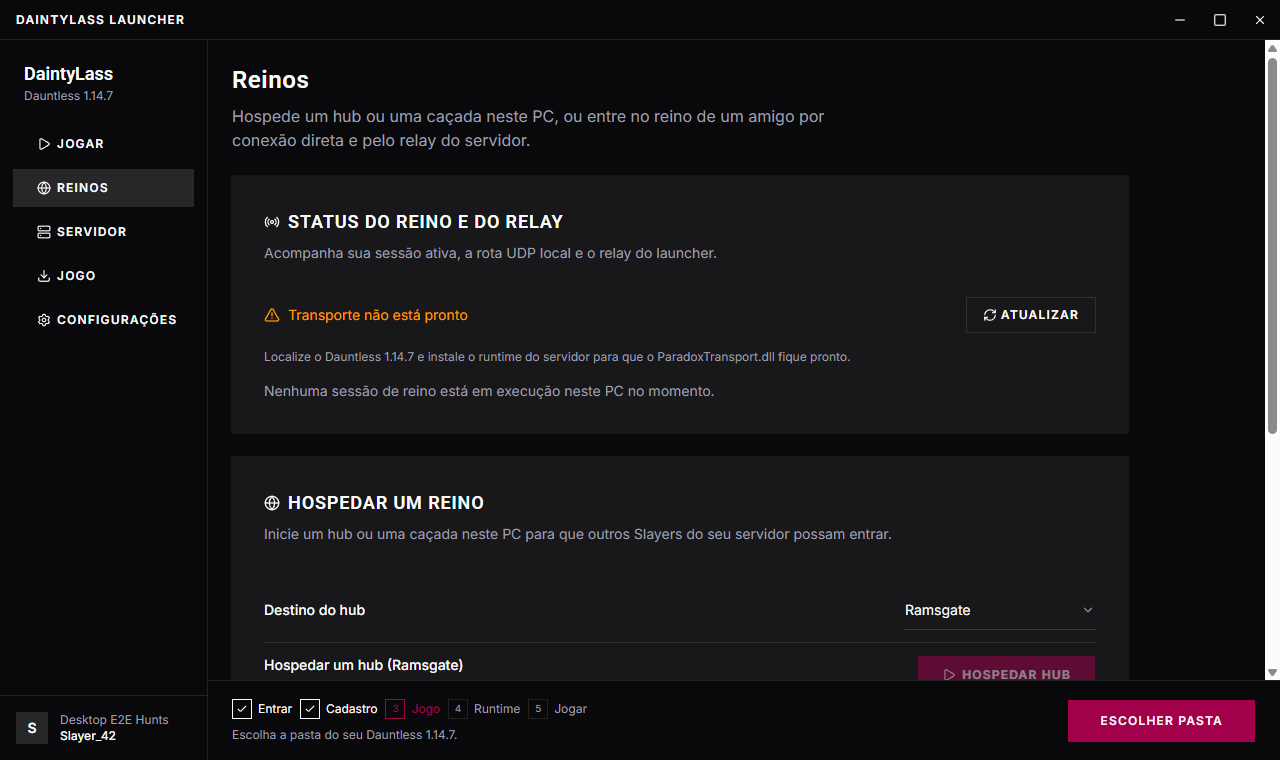 DAINTYLASS LAUNCHER
DaintyLass
Dauntless 1.14.7
JOGAR
REINOS
SERVIDOR
JOGO
CONFIGURAÇÕES
Desktop E2E Hunts
S
Slayer_42
Reinos
Hospede um hub ou uma caçada neste PC, ou entre no reino de um amigo por
conexão direta e pelo relay do servidor.
STATUS DO REINO E DO RELAY
Acompanha sua sessão ativa, a rota UDP local e o relay do launcher.
Transporte não está pronto
ATUALIZAR
Localize o Dauntless 1.14.7 e instale o runtime do servidor para que o ParadoxTransport.dll fique pronto.
Nenhuma sessão de reino está em execução neste PC no momento.
HOSPEDAR UM REINO
Inicie um hub ou uma caçada neste PC para que outros Slayers do seu servidor possam entrar.
Destino do hub
Ramsgate
Hospedar um hub (Ramsgate)
HOSPEDAR HUB
Entrar Cadastro 3 Jogo 4 Runtime 5 Jogar
Escolha a pasta do seu Dauntless 1.14.7.
ESCOLHER PASTA